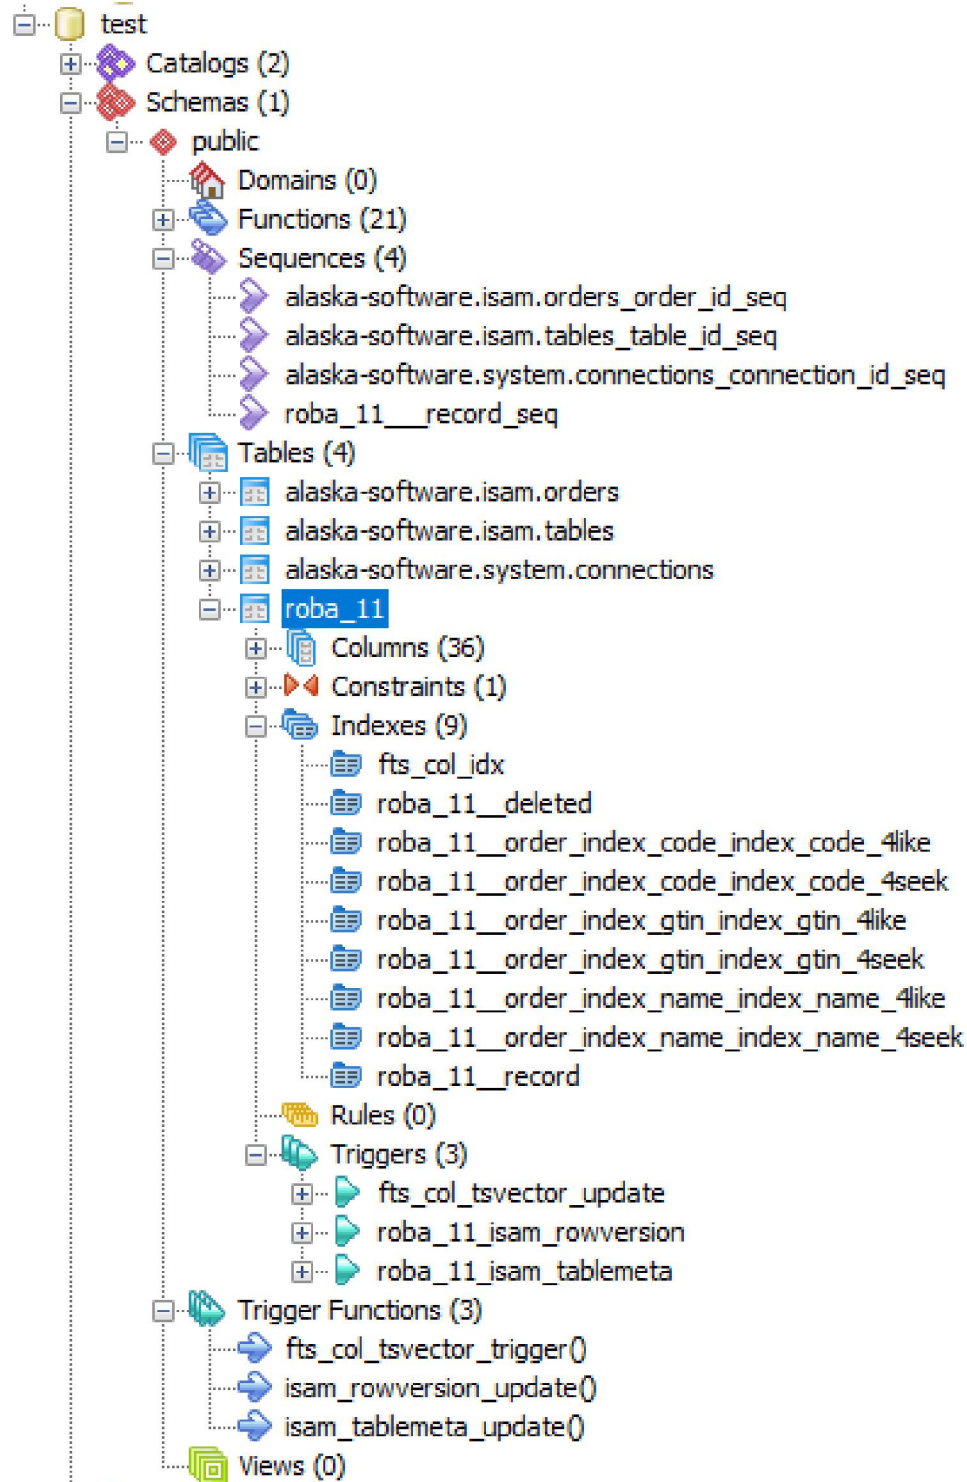 test
Catalogs (2)
Schemas (1)
public
Domains (0)
Functions (21)
Sequences (4)
alaska-software.isam.orders_order_id_seq
alaska-software.isam.tables_table_id_seq
alaska-software.system.connections_connection_id_seq
roba_11___record_seq
Tables (4)
alaska-software.isam.orders
alaska-software.isam.tables
alaska-software.system.connections
roba_11
Columns (36)
Constraints (1)
Indexes (9)
fts_col_idx
roba_11__deleted
roba_11__order_index_code_index_code_4like
roba_11__order_index_code_index_code_4seek
roba_11__order_index_gtin_index_gtin_4like
roba_11__order_index_gtin_index_gtin_4seek
roba_11__order_index_name_index_name_4like
roba_11__order_index_name_index_name_4seek
roba_11__record
Rules (0)
Triggers (3)
fts_col_tsvector_update
roba_11_isam_rowversion
roba_11_isam_tablemeta
Trigger Functions (3)
fts_col_tsvector_trigger()
isam_rowversion_update()
isam_tablemeta_update()
Views (0)